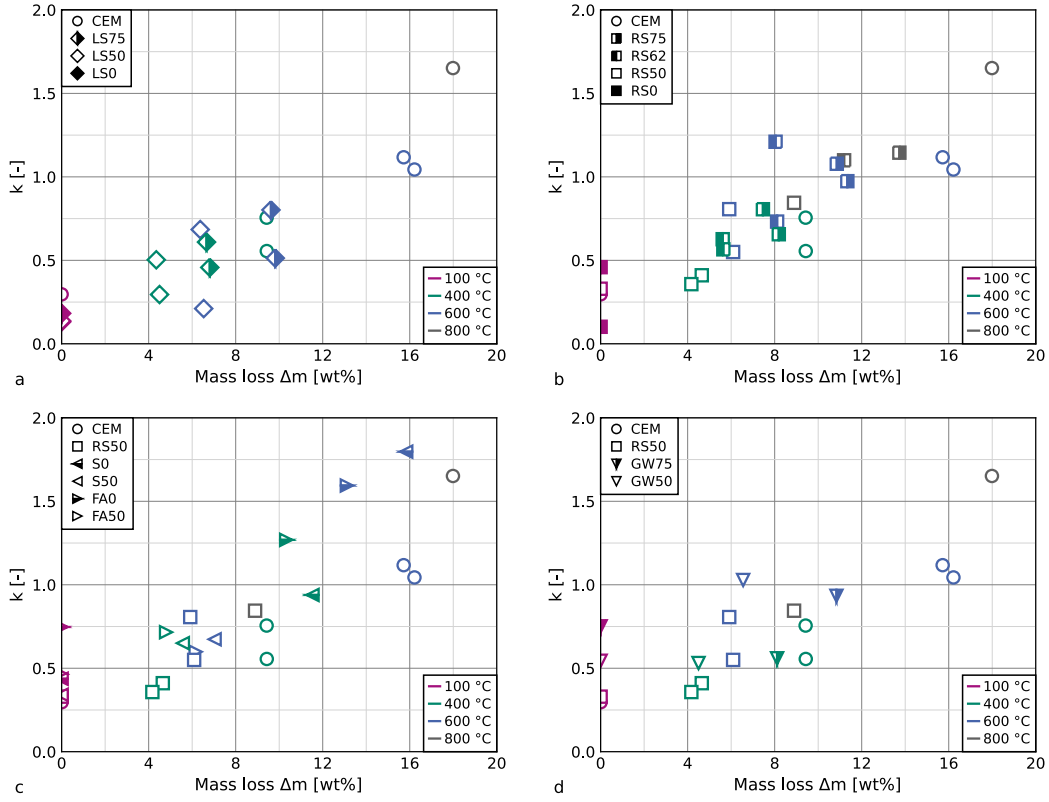 2.0
1.5
1.0
0.5
0.0
k [-]
CEM
LS75
LS50
LS0
100 °C
400 °C
600 °C
800 °C
0 4 8 12 16 20
Mass loss Δm [wt%]
a
2.0
1.5
1.0
0.5
0.0
k [-]
CEM
RS75
RS62
RS50
RS0
100 °C
400 °C
600 °C
800 °C
0 4 8 12 16 20
Mass loss Δm [wt%]
b
2.0
1.5
1.0
0.5
0.0
k [-]
CEM
RS50
S0
S50
FA0
FA50
100 °C
400 °C
600 °C
800 °C
0 4 8 12 16 20
Mass loss Δm [wt%]
c
2.0
1.5
1.0
0.5
0.0
k [-]
CEM
RS50
GW75
GW50
100 °C
400 °C
600 °C
800 °C
0 4 8 12 16 20
Mass loss Δm [wt%]
d